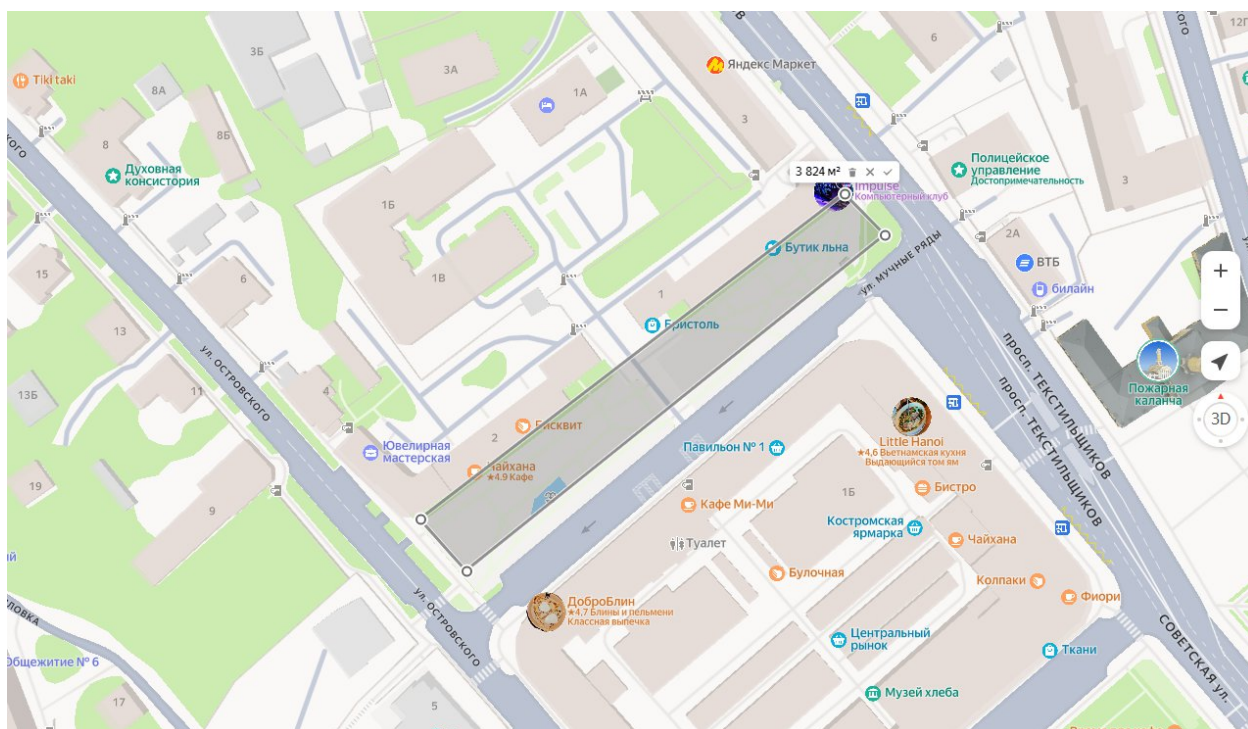 3Б
8А
8Б
8
Tiki taki
Духовная
консистория
3А
1А
Яндекс Маркет
3
6
12
Полицейское
управление
Достопримечательность
3
3 824 м²
Impulse
Компьютерный клуб
Бутик льна
ул. МУЧНЫЕ РЯДЫ
2А
ВТБ
билайн
1Б
1В
1
Бристоль
15
6
13
13Б
11
4
ул. ОСТРОВСКОГО
просп. ТЕКСТИЛЬЩИКОВ
просп. ТЕКСТИЛЬЩИКОВ
Пожарная
каланча
3D
Ювелирная
мастерская
2
Бисквит
Чайхана
★4.9 Кафе
Павильон № 1
Little Hanoi
★4,6 Вьетнамская кухня
Выдающийся том ям
Бистро
19
9
Кафе Ми-Ми
1Б
Костромская
ярмарка
Туалет
Чайхана
Булочная
Колпаки
Фиори
ул. ОСТРОВСКОГО
ДоброБлин
★4,7 Блины и пельмени
Классная выпечка
Центральный
рынок
Ткани
СОВЕТСКАЯ УЛ.
Общежитие № 6
17
5
Музей хлеба